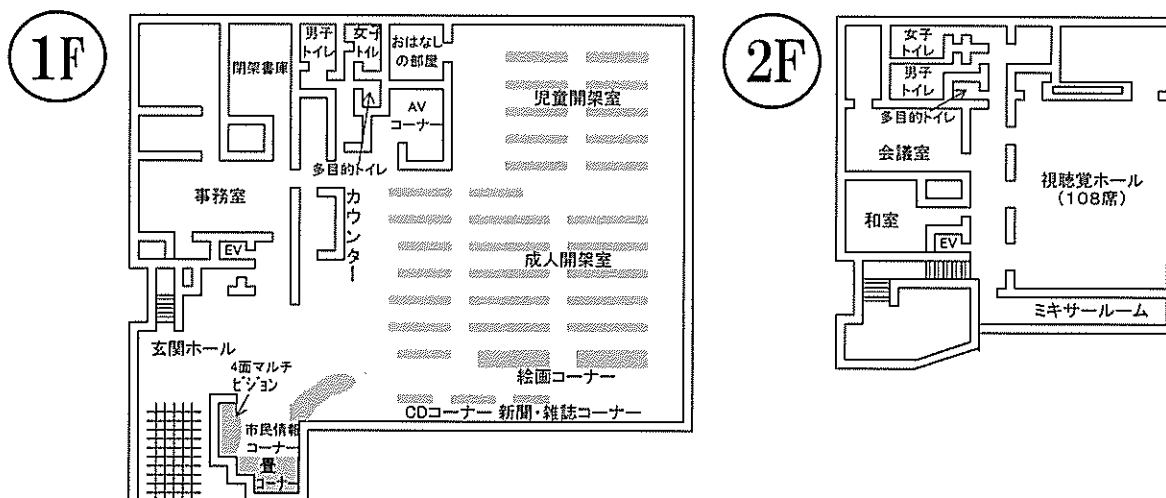 1F
男子
トイレ
女子
トイレ
おはなし
の部屋
閉架書庫
AV
コーナー
児童開架室
多目的トイレ
事務室
カウンター
EV
成人開架室
玄関ホール
4面マルチ
ビジョン
絵画コーナー
CDコーナー 新聞・雑誌コーナー
市民情報
コーナー
畳
コーナー
2F
女子
トイレ
男子
トイレ
多目的トイレ
会議室
視聴覚ホール
(108席)
和室
EV
ミキサールーム